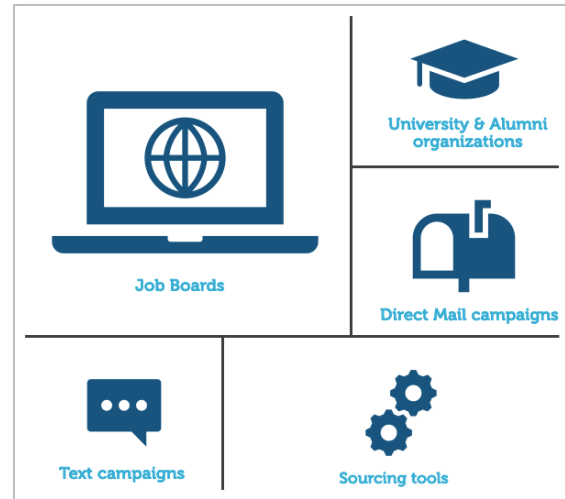 Job Boards
University & Alumni
organizations
Direct Mail campaigns
Text campaigns
Sourcing tools